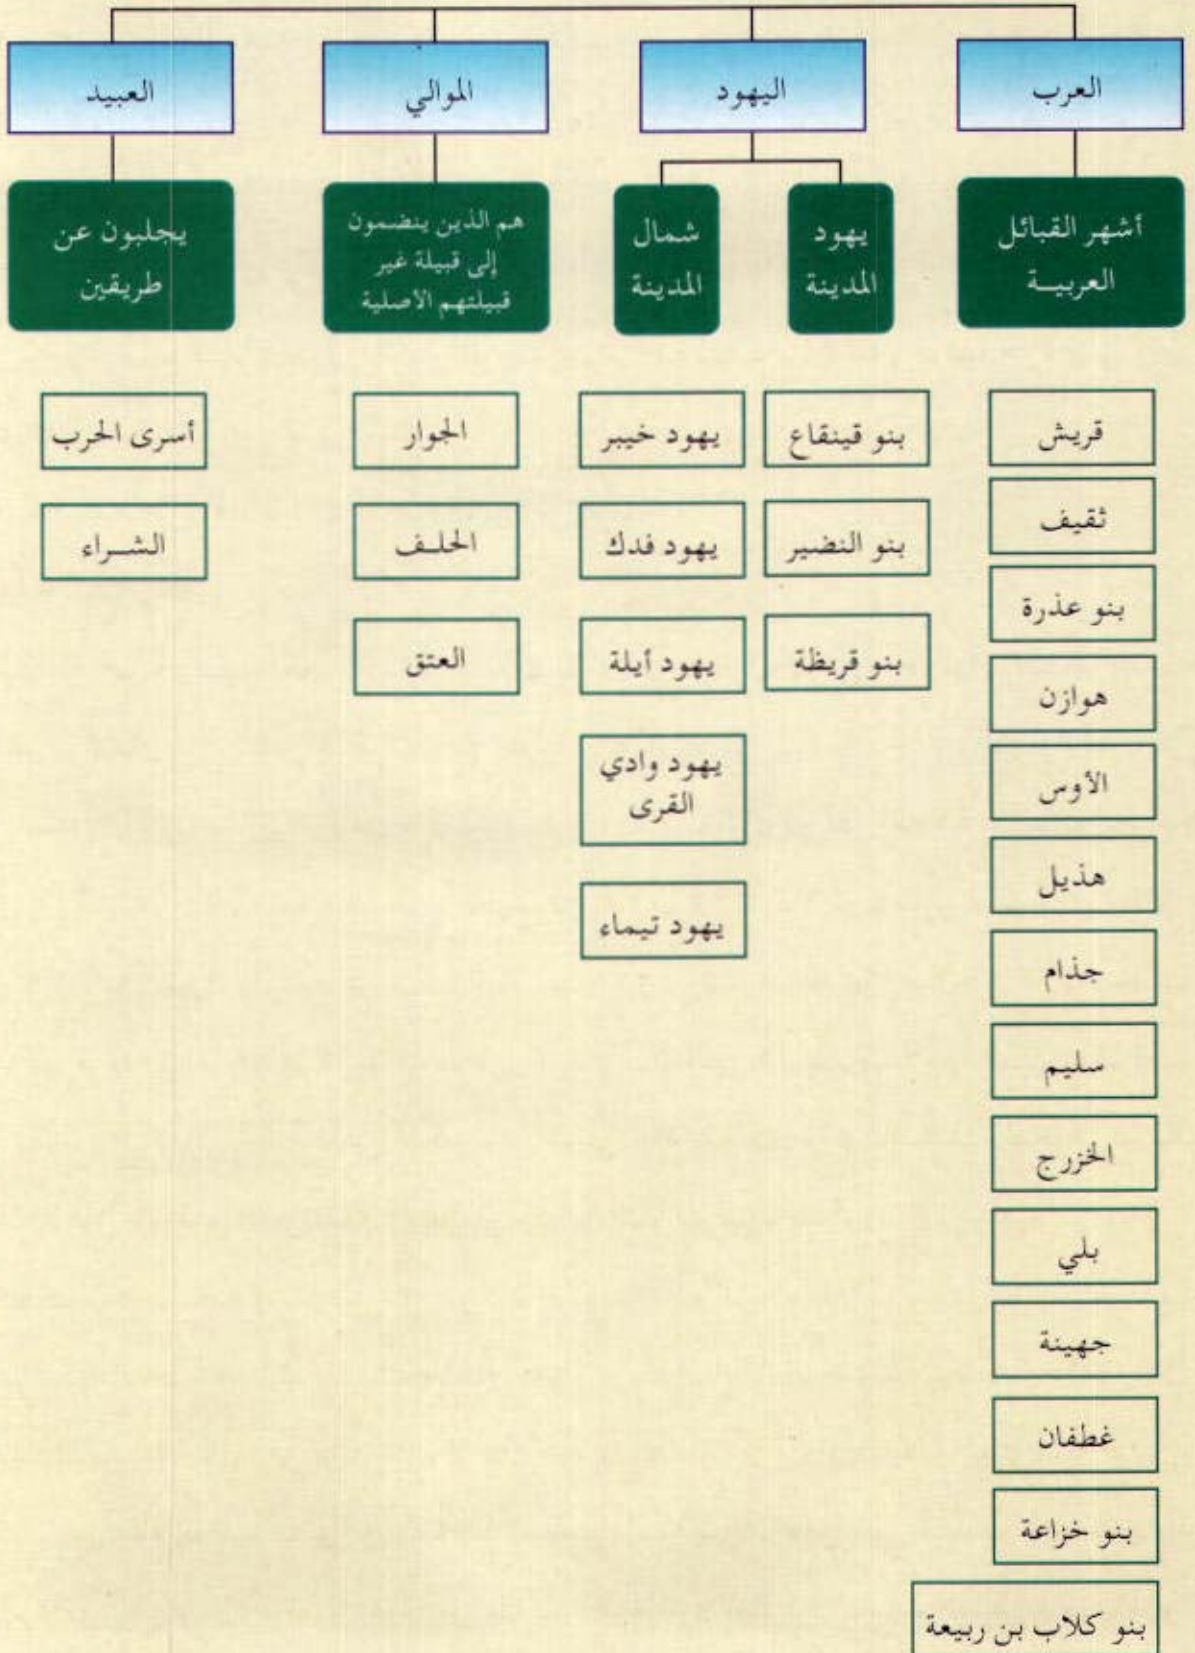 العرب
اليهود
الموالي
العبيد
أشهر القبائل
العربيــة
يهود
المدينة
شمال
المدينة
هم الذين ينضمون
إلى قبيلة غير
قبيلتهم الأصلية
يجلبون عن
طريقين
قريش
ثقيف
بنو عذرة
هوازن
الأوس
هذيل
جذام
سليم
الخزرج
بلي
جهينة
غطفان
بنو خزاعة
بنو كلاب بن ربيعة
بنو قينقاع
بنو النضير
بنو قريظة
يهود خيبر
يهود فدك
يهود أيلة
يهود وادي
القرى
يهود تيماء
الجوار
الحلـف
العتق
أسرى الحرب
الشــراء